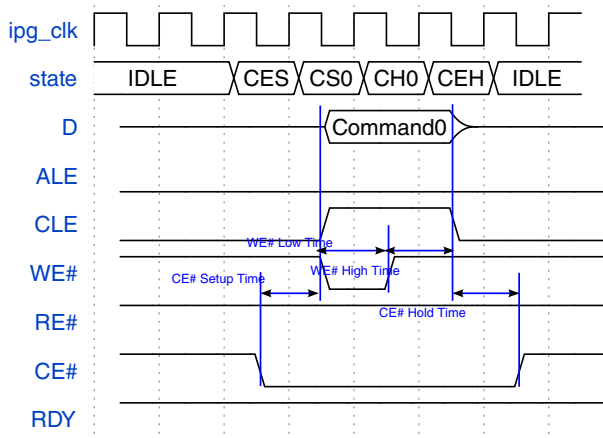 ipg_clk
state IDLE CES CS0 CH0 CEH IDLE
D Command0
ALE
CLE
WE# Low Time
WE# WE# High Time
CE# Setup Time
RE# CE# Hold Time
CE#
RDY